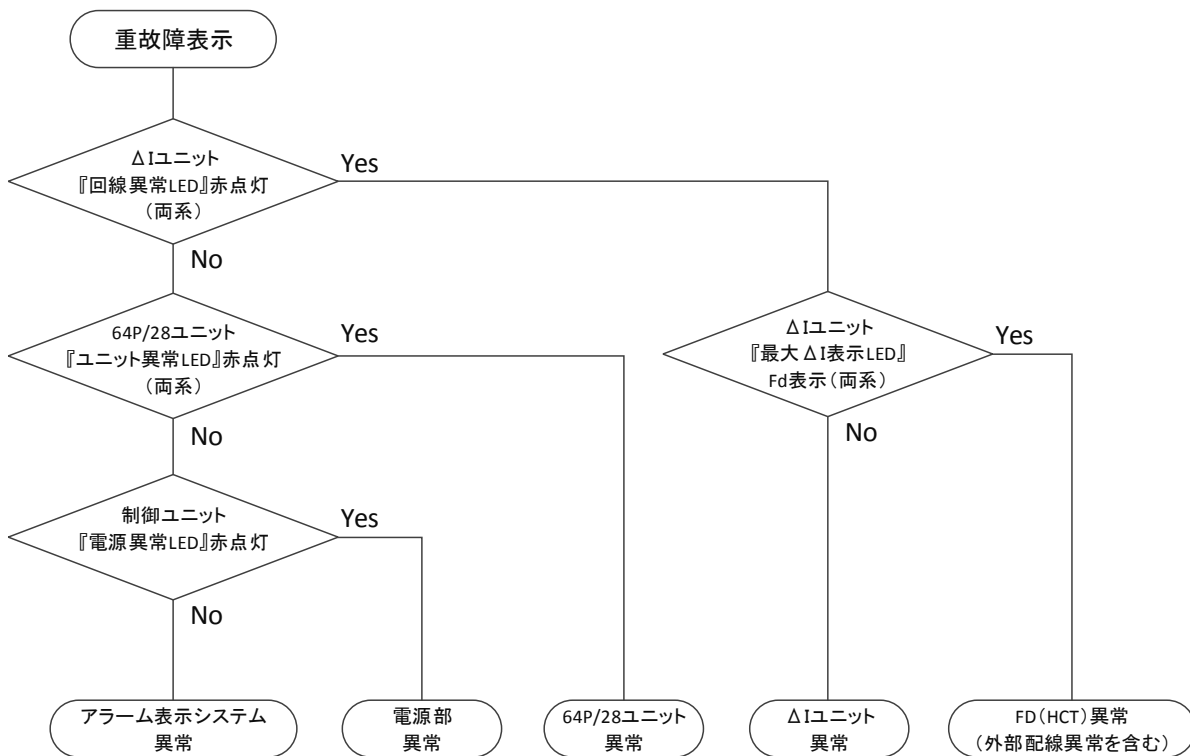 重故障表示
ΔIユニット
『回線異常LED』赤点灯
（両系）
Yes
No
64P/28ユニット
『ユニット異常LED』赤点灯
（両系）
Yes
No
ΔIユニット
『最大ΔI表示LED』
Fd表示（両系）
Yes
No
制御ユニット
『電源異常LED』赤点灯
Yes
No
アラーム表示システム
異常
電源部
異常
64P/28ユニット
異常
ΔIユニット
異常
FD（HCT）異常
（外部配線異常を含む）